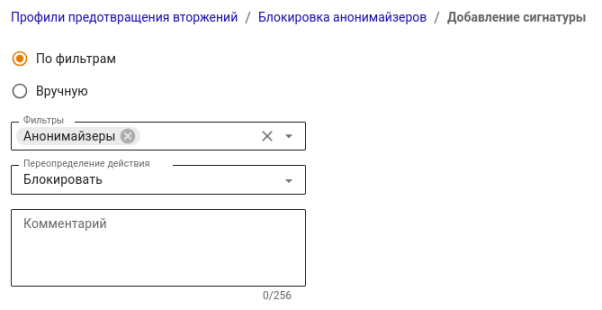 Профили предотвращения вторжений / Блокировка анонимайзеров / Добавление сигнатуры
По фильтрам
Вручную
Фильтры
Анонимайзеры
Переопределение действия
Блокировать
Комментарий
0/256